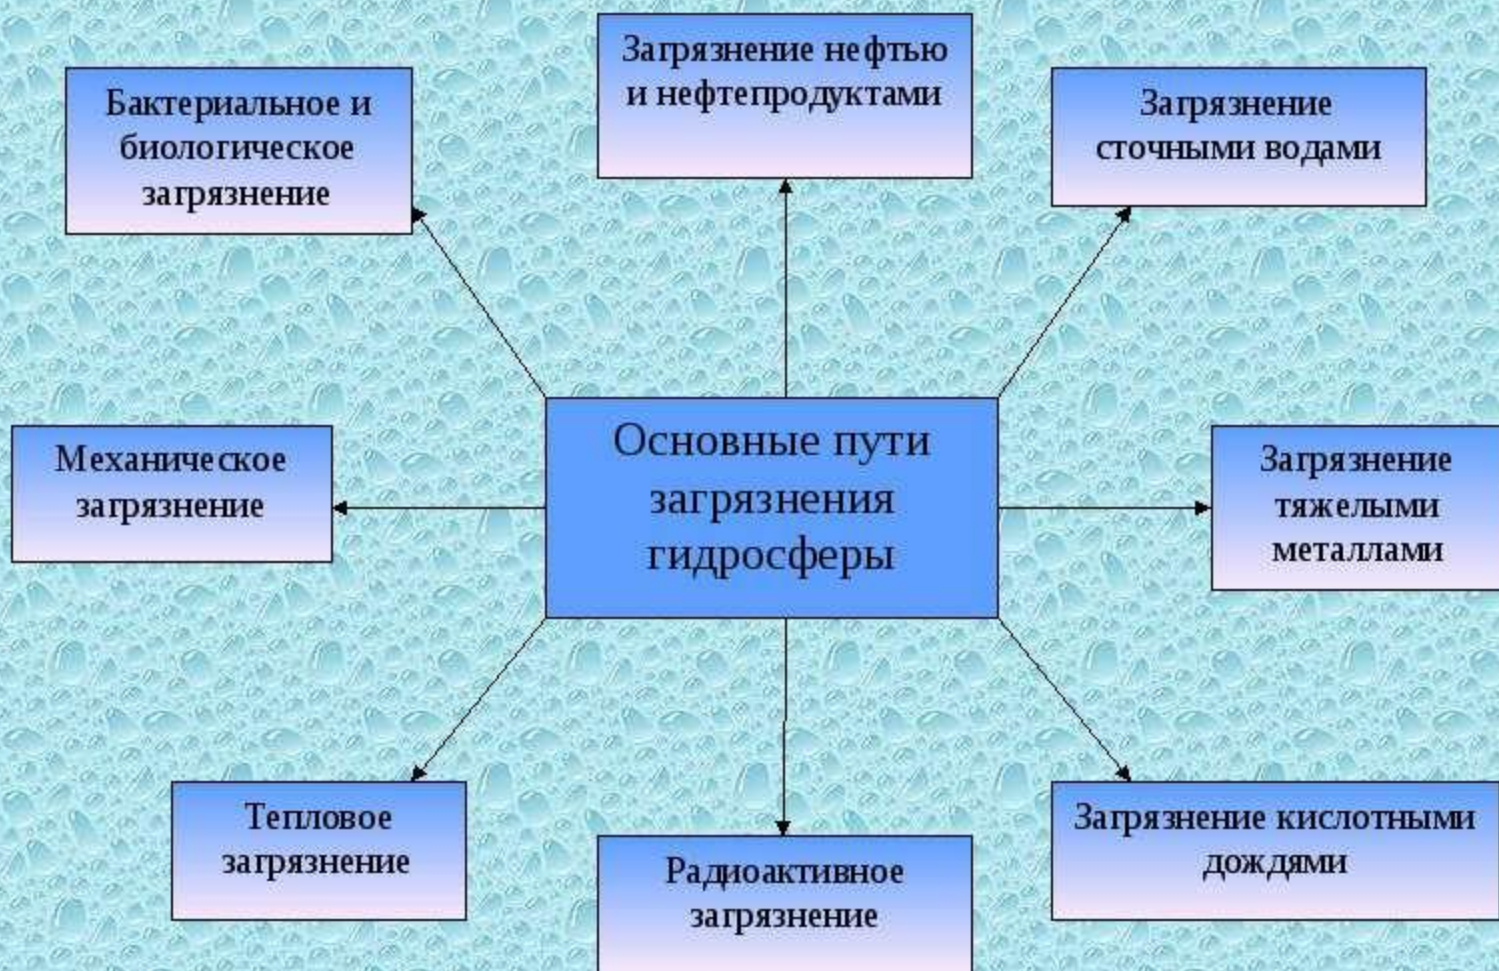 Загрязнение нефтью
и нефтепродуктами
Бактериальное и
биологическое
загрязнение
Загрязнение
сточными водами
Основные пути
загрязнения
гидросферы
Механическое
загрязнение
Загрязнение
тяжелыми
металлами
Тепловое
загрязнение
Радиоактивное
загрязнение
Загрязнение кислотными
дождями